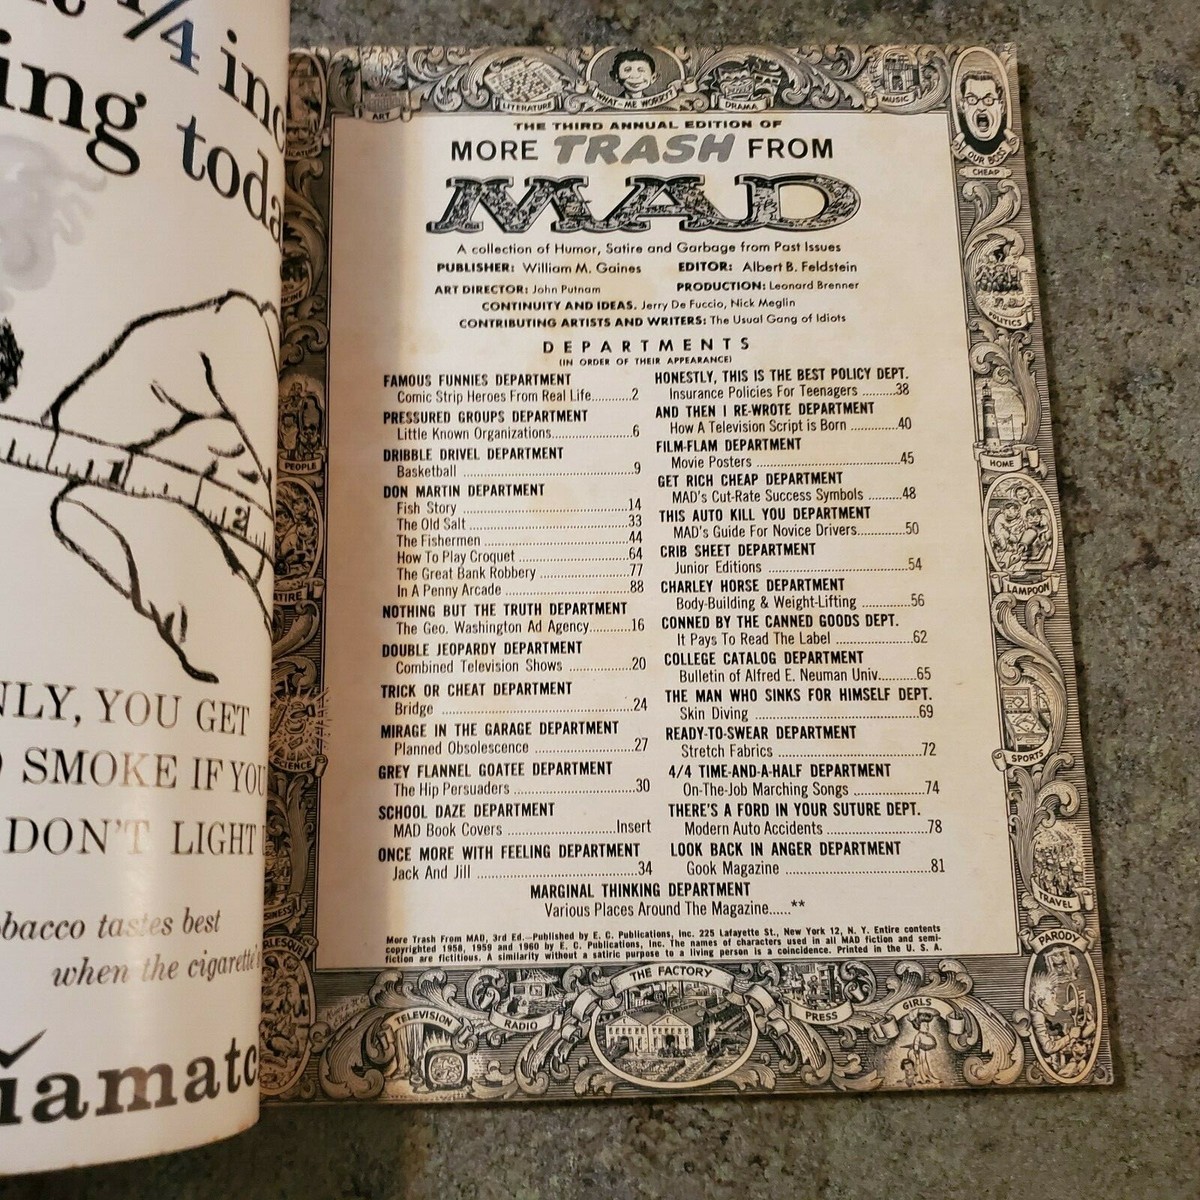 1/4 inc
ing toda
NLY, YOU GET
O SMOKE IF YOU
DON'T LIGHT
bacco tastes best
when the cigarette's
iamatc
ART
LITERATURE
WHAT—ME WORRY?
DRAMA
MUSIC
OUR BOSS
CHEAP
POLITICS
PEOPLE
HOME
LAMPOON
SCIENCE
SPORTS
TRAVEL
PARODY
THE THIRD ANNUAL EDITION OF
MORE TRASH FROM
MAD
A collection of Humor, Satire and Garbage from Past Issues
PUBLISHER: William M. Gaines EDITOR: Albert B. Feldstein
ART DIRECTOR: John Putnam PRODUCTION: Leonard Brenner
CONTINUITY AND IDEAS. Jerry De Fuccio, Nick Meglin
CONTRIBUTING ARTISTS AND WRITERS: The Usual Gang of Idiots
DEPARTMENTS
(IN ORDER OF THEIR APPEARANCE)
FAMOUS FUNNIES DEPARTMENT
Comic Strip Heroes From Real Life...........2
PRESSURED GROUPS DEPARTMENT
Little Known Organizations......................6
DRIBBLE DRIVEL DEPARTMENT
Basketball ................................................9
DON MARTIN DEPARTMENT
Fish Story ..............................................14
The Old Salt ............................................33
The Fishermen ........................................44
How To Play Croquet ..............................64
The Great Bank Robbery ........................77
In A Penny Arcade ..................................88
NOTHING BUT THE TRUTH DEPARTMENT
The Geo. Washington Ad Agency...........16
DOUBLE JEOPARDY DEPARTMENT
Combined Television Shows ..................20
TRICK OR CHEAT DEPARTMENT
Bridge ......................................................24
MIRAGE IN THE GARAGE DEPARTMENT
Planned Obsolescence ............................27
GREY FLANNEL GOATEE DEPARTMENT
The Hip Persuaders ................................30
SCHOOL DAZE DEPARTMENT
MAD Book Covers ..............................Insert
ONCE MORE WITH FEELING DEPARTMENT
Jack And Jill ............................................34
HONESTLY, THIS IS THE BEST POLICY DEPT.
Insurance Policies For Teenagers .........38
AND THEN I RE-WROTE DEPARTMENT
How A Television Script is Born ............40
FILM-FLAM DEPARTMENT
Movie Posters ........................................45
GET RICH CHEAP DEPARTMENT
MAD's Cut-Rate Success Symbols .........48
THIS AUTO KILL YOU DEPARTMENT
MAD's Guide For Novice Drivers.............50
CRIB SHEET DEPARTMENT
Junior Editions ......................................54
CHARLEY HORSE DEPARTMENT
Body-Building & Weight-Lifting .............56
CONNED BY THE CANNED GOODS DEPT.
It Pays To Read The Label .....................62
COLLEGE CATALOG DEPARTMENT
Bulletin of Alfred E. Neuman Univ..........65
THE MAN WHO SINKS FOR HIMSELF DEPT.
Skin Diving ............................................69
READY-TO-SWEAR DEPARTMENT
Stretch Fabrics ......................................72
4/4 TIME-AND-A-HALF DEPARTMENT
On-The-Job Marching Songs ..................74
THERE'S A FORD IN YOUR SUTURE DEPT.
Modern Auto Accidents ..........................78
LOOK BACK IN ANGER DEPARTMENT
Gook Magazine ......................................81
MARGINAL THINKING DEPARTMENT
Various Places Around The Magazine......**
More Trash From MAD, 3rd Ed.—Published by E. C. Publications, Inc. 225 Lafayette St., New York 12, N. Y. Entire contents
copyrighted 1958, 1959 and 1960 by E. C. Publications, Inc. The names of characters used in all MAD fiction and semi-
fiction are fictitious. A similarity without a satiric purpose to a living person is a coincidence. Printed in the U. S. A.
TELEVISION
RADIO
THE FACTORY
PRESS
GIRLS